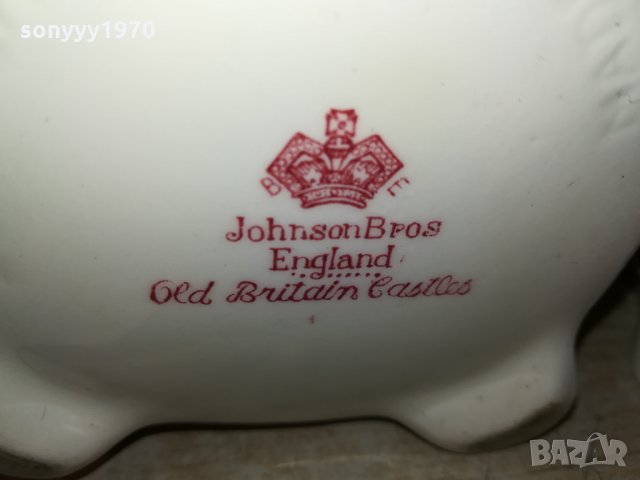 sonyyy1970
B E
Johnson Bros
England
Old Britain Castles
BAZAR